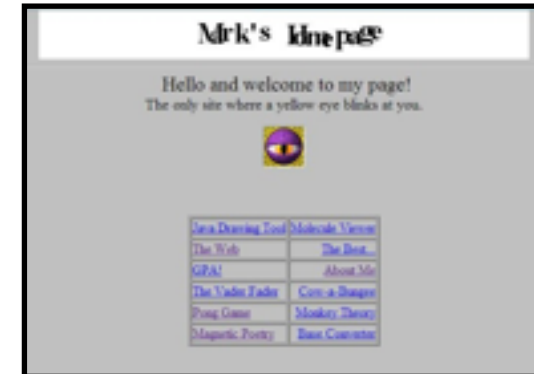 Mrk's Idmepage
Hello and welcome to my page!
The only site where a yellow eye blinks at you.
Java Drawing Tool Molecule Viewer
The Web The Best...
GPA! About Me
The Vader Fader Cow-a-Bunger
Pong Game Monkey Theory
Magnetic Poetry Base Converter